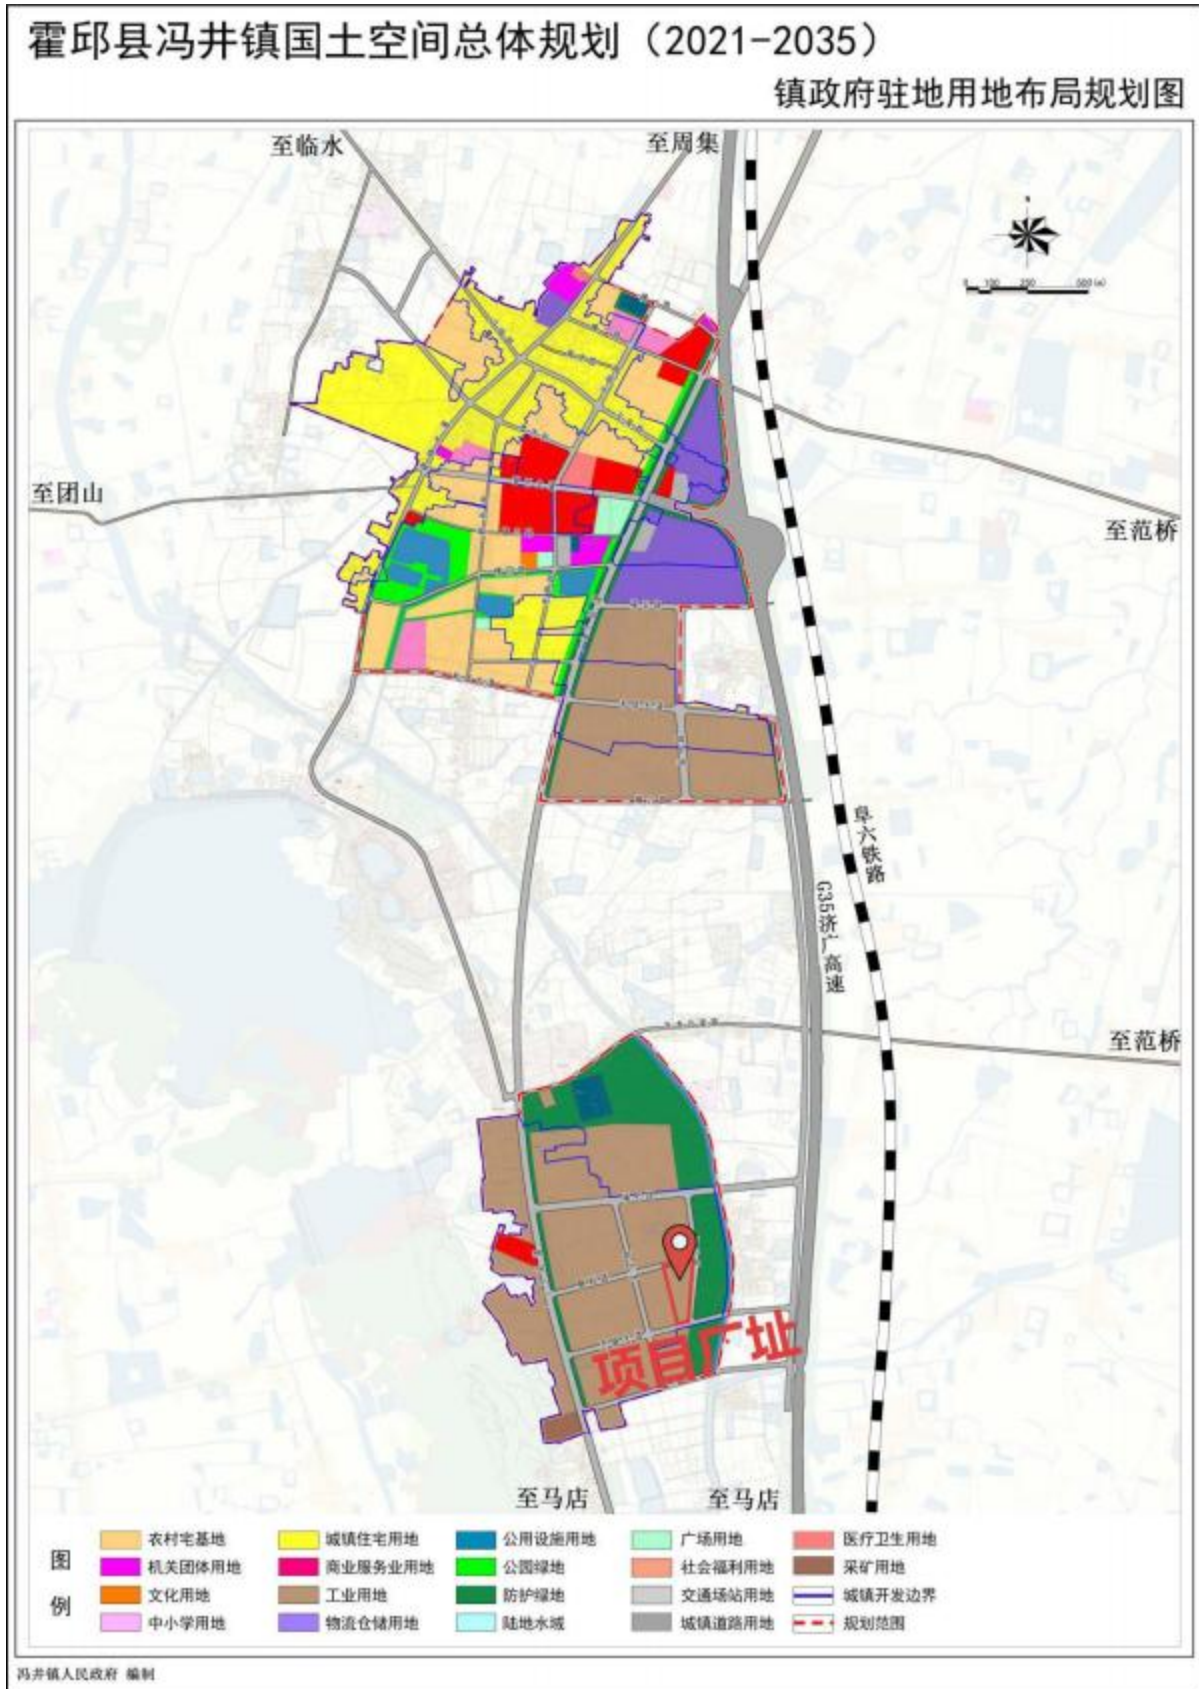 霍邱县冯井镇国土空间总体规划（2021-2035）
镇政府驻地用地布局规划图
至临水
至周集
至团山
至范桥
阜六铁路
G35济广高速
至范桥
项目厂址
至马店
至马店
图例
农村宅基地
城镇住宅用地
公用设施用地
广场用地
医疗卫生用地
机关团体用地
商业服务业用地
公园绿地
社会福利用地
采矿用地
文化用地
工业用地
防护绿地
交通场站用地
城镇开发边界
中小学用地
物流仓储用地
陆地水域
城镇道路用地
规划范围
冯井镇人民政府 编制